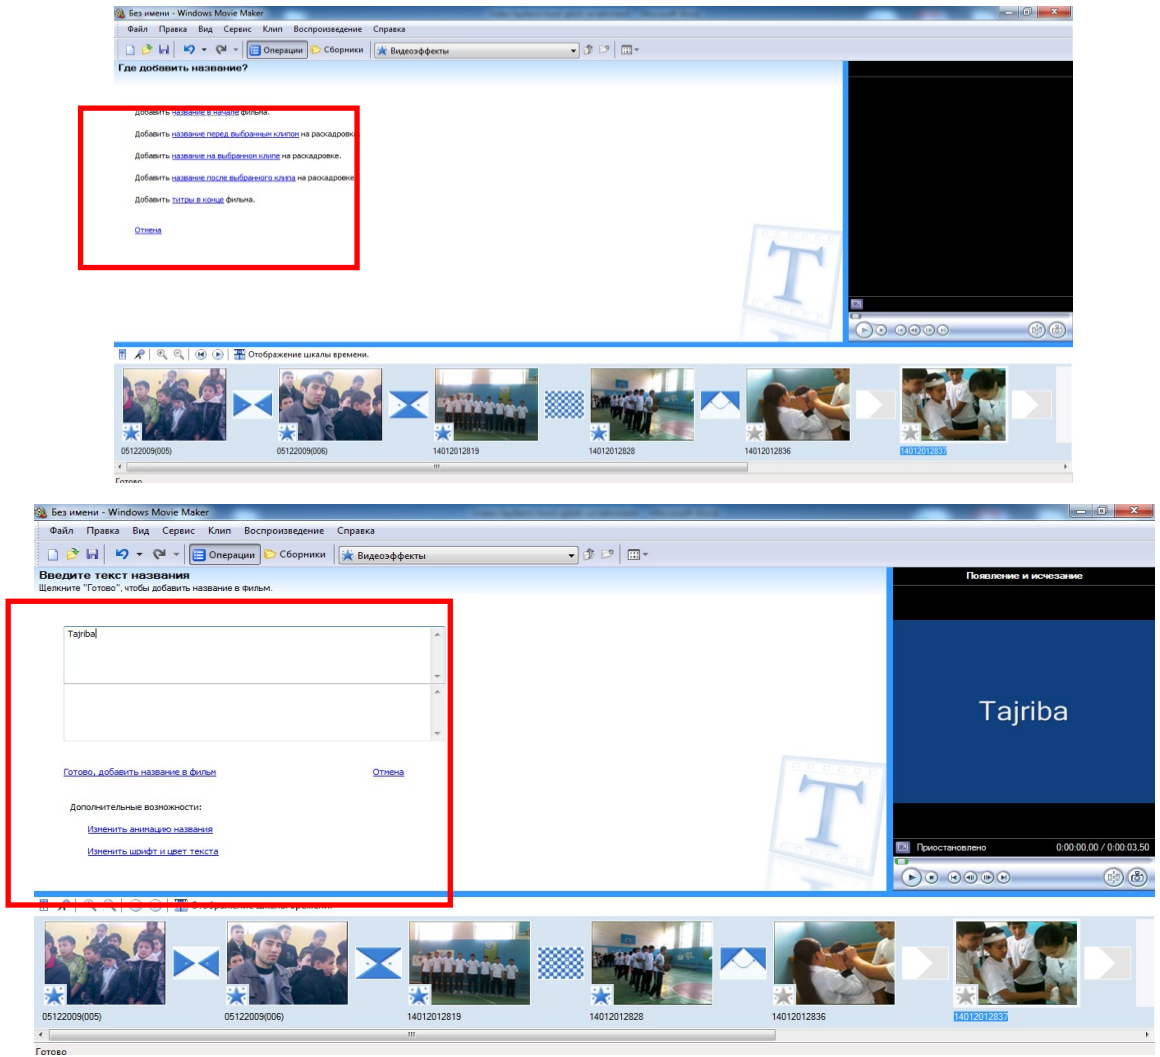 Без имени - Windows Movie Maker
Файл Правка Вид Сервис Клип Воспроизведение Справка
Операции Сборники Видеоэффекты
Где добавить название?
Добавить название в начале фильма.
Добавить название перед выбранным клипом на раскадровке
Добавить название на выбранном клипе на раскадровке.
Добавить название после выбранного клипа на раскадровке
Добавить титры в конце фильма.
Отмена
T
Отображение шкалы времени.
05122009(005) 05122009(006) 14012012819 14012012828 14012012836 14012012837
Готово
Без имени - Windows Movie Maker
Файл Правка Вид Сервис Клип Воспроизведение Справка
Операции Сборники Видеоэффекты
Введите текст названия
Щелкните "Готово", чтобы добавить название в фильм.
Появление и исчезание
Tajriba
Tajriba
Готово, добавить название в фильм Отмена
Дополнительные возможности:
Изменить анимацию названия
Изменить шрифт и цвет текста
T
Приостановлено 0:00:00,00 / 0:00:03,50
Отображение шкалы времени.
05122009(005) 05122009(006) 14012012819 14012012828 14012012836 14012012837
Готово